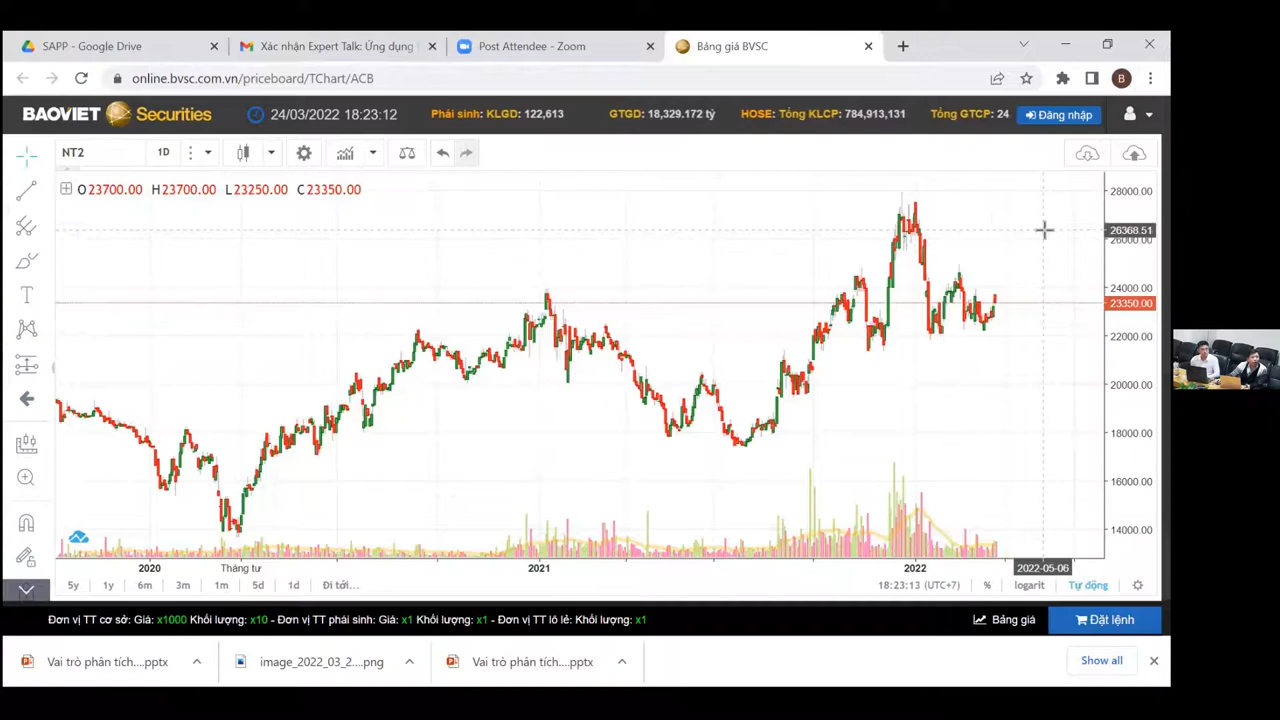 SAPP - Google Drive
Xác nhận Expert Talk: Ứng dụng
Post Attendee - Zoom
Bảng giá BVSC
online.bvsc.com.vn/priceboard/TChart/ACB
B
BAOVIET Securities
24/03/2022 18:23:12
Phái sinh: KLGD: 122,613
GTGD: 18,329.172 tỷ
HOSE: Tổng KLCP: 784,913,131
Tổng GTCP: 24
Đăng nhập
NT2
1D
O23700.00 H23700.00 L23250.00 C23350.00
28000.00
26368.51
26000.00
24000.00
23350.00
22000.00
20000.00
18000.00
16000.00
14000.00
2020
Tháng tư
2021
2022
2022-05-06
5y 1y 6m 3m 1m 5d 1d Đi tới...
18:23:13 (UTC+7) % logarit Tự động
Đơn vị TT cơ sở: Giá: x1000 Khối lượng: x10 - Đơn vị TT phái sinh: Giá: x1 Khối lượng: x1 - Đơn vị TT lô lẻ: Khối lượng: x1
Bảng giá
Đặt lệnh
Vai trò phân tích....pptx
image_2022_03_2....png
Vai trò phân tích....pptx
Show all